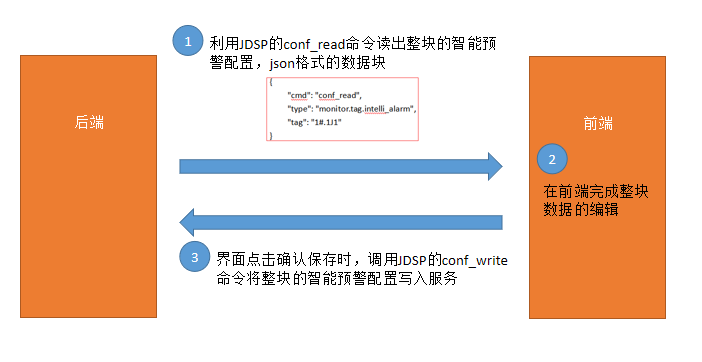 1
利用JDSP的conf_read命令读出整块的智能预
警配置，json格式的数据块
{
"cmd": "conf_read",
"type": "monitor.tag.intelli_alarm",
"tag": "1#.1J1"
}
后端
前端
2
在前端完成整块
数据的编辑
3
界面点击确认保存时，调用JDSP的conf_write
命令将整块的智能预警配置写入服务